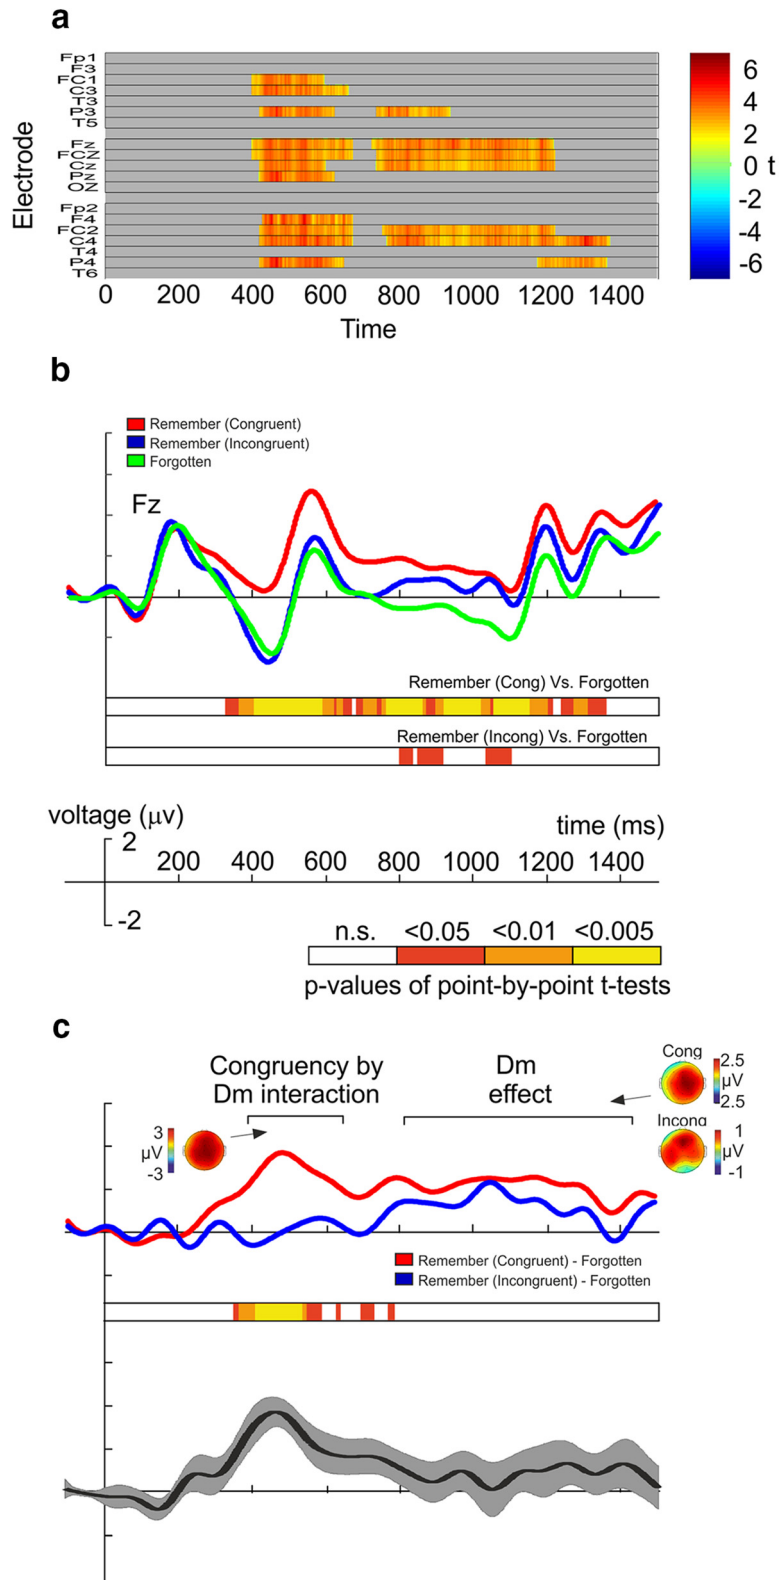 a
Electrode
Fp1
F3
FC1
C3
T3
P3
T5
Fz
FCZ
Cz
Pz
OZ
Fp2
F4
FC2
C4
T4
P4
T6
0 200 400 600 800 1000 1200 1400
Time
6
4
2
0 t
-2
-4
-6
b
Remember (Congruent)
Remember (Incongruent)
Forgotten
Fz
Remember (Cong) Vs. Forgotten
Remember (Incong) Vs. Forgotten
voltage (µv)
time (ms)
2
200 400 600 800 1000 1200 1400
-2
n.s. <0.05 <0.01 <0.005
p-values of point-by-point t-tests
c
Congruency by
Dm interaction
Dm
effect
Cong
2.5
µV
2.5
Incong
1
µV
-1
3
µV
-3
Remember (Congruent) - Forgotten
Remember (Incongruent) - Forgotten